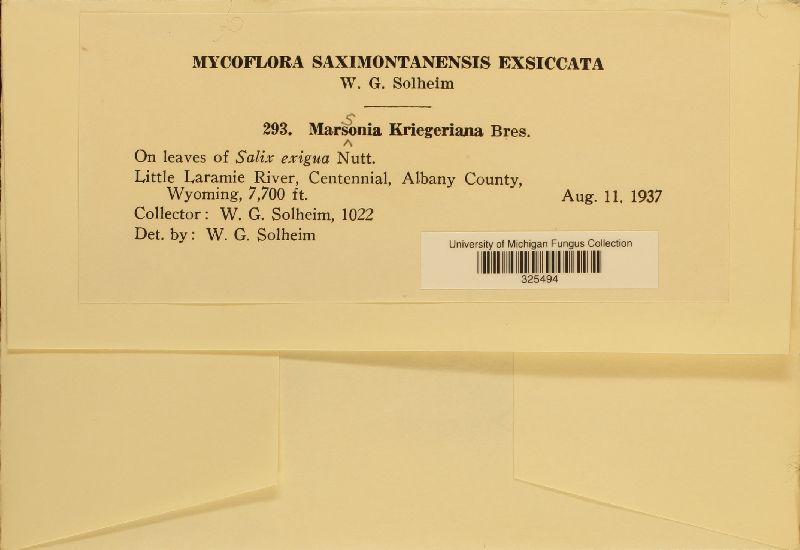 MYCOFLORA SAXIMONTANENSIS EXSICCATA
W. G. Solheim
293. Marsonia Kriegeriana Bres.
s
^
On leaves of Salix exigua Nutt.
Little Laramie River, Centennial, Albany County,
Wyoming, 7,700 ft. Aug. 11, 1937
Collector: W. G. Solheim, 1022
Det. by: W. G. Solheim
University of Michigan Fungus Collection
325494